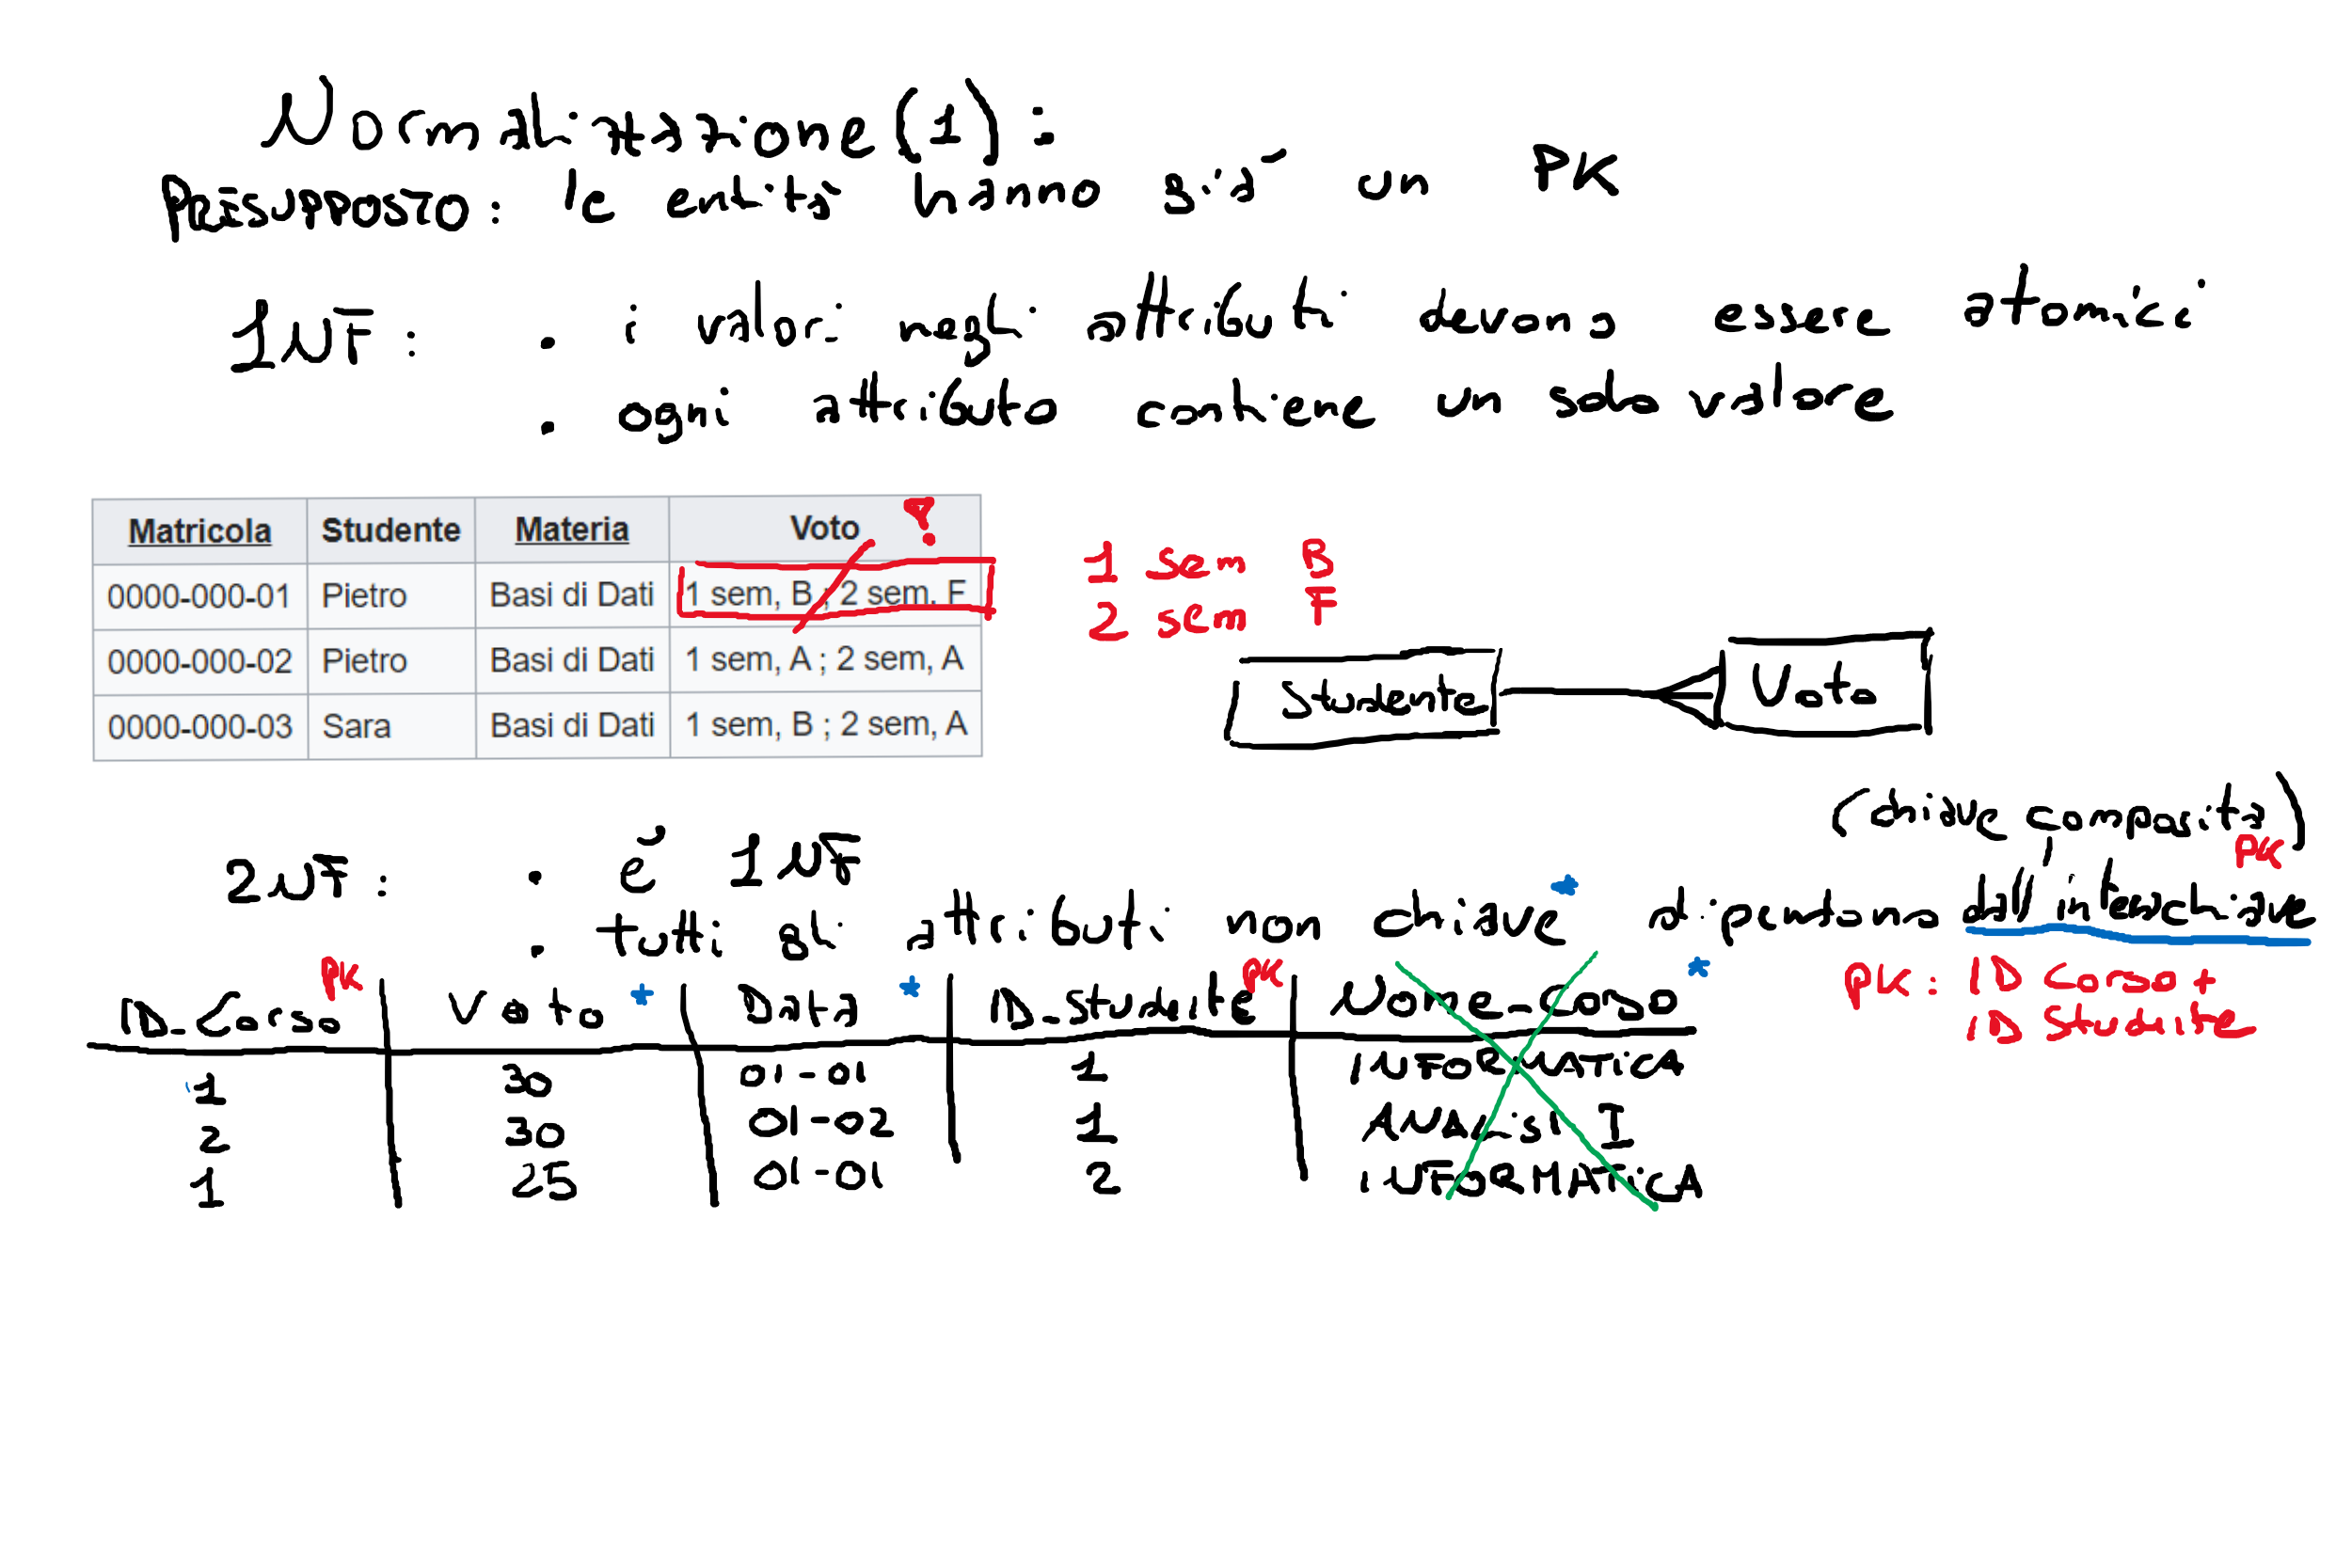 Normalizzazione (1):
PRESUPPOSTO: le entità hanno già un PK
1NF: • i valori negli attributi devono essere atomici
• ogni attributo contiene un solo valore
Matricola Studente Materia Voto !
0000-000-01 Pietro Basi di Dati 1 sem, B ; 2 sem, F
0000-000-02 Pietro Basi di Dati 1 sem, A ; 2 sem, A
0000-000-03 Sara Basi di Dati 1 sem, B ; 2 sem, A
1 sem B
2 sem F
Studente Voto
(chiave composita)
2NF: • é 1NF
• tutti gli attributi non chiave* dipendono dall'intera chiave PK
ID_Corso PK Voto * Data * ID_Studente PK Nome_Corso *
1 30 01-01 1 INFORMATICA
2 30 01-02 1 ANALISI I
1 25 01-01 2 INFORMATICA
PK: ID Corso +
ID Studente